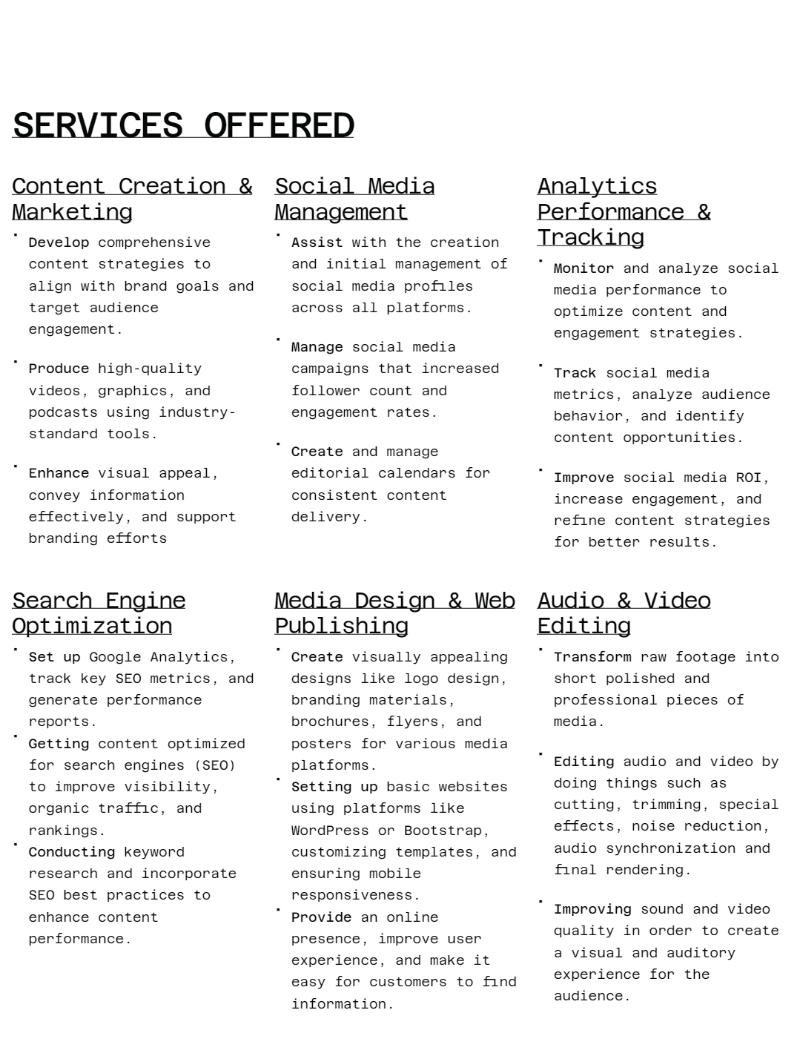 SERVICES OFFERED
Content Creation &
Marketing
Develop comprehensive
content strategies to
align with brand goals and
target audience
engagement.
Produce high-quality
videos, graphics, and
podcasts using industry-
standard tools.
Enhance visual appeal,
convey information
effectively, and support
branding efforts
Social Media
Management
Assist with the creation
and initial management of
social media profiles
across all platforms.
Manage social media
campaigns that increased
follower count and
engagement rates.
Create and manage
editorial calendars for
consistent content
delivery.
Analytics
Performance &
Tracking
Monitor and analyze social
media performance to
optimize content and
engagement strategies.
Track social media
metrics, analyze audience
behavior, and identify
content opportunities.
Improve social media ROI,
increase engagement, and
refine content strategies
for better results.
Search Engine
Optimization
Set up Google Analytics,
track key SEO metrics, and
generate performance
reports.
Getting content optimized
for search engines (SEO)
to improve visibility,
organic traffic, and
rankings.
Conducting keyword
research and incorporate
SEO best practices to
enhance content
performance.
Media Design & Web
Publishing
Create visually appealing
designs like logo design,
branding materials,
brochures, flyers, and
posters for various media
platforms.
Setting up basic websites
using platforms like
WordPress or Bootstrap,
customizing templates, and
ensuring mobile
responsiveness.
Provide an online
presence, improve user
experience, and make it
easy for customers to find
information.
Audio & Video
Editing
Transform raw footage into
short polished and
professional pieces of
media.
Editing audio and video by
doing things such as
cutting, trimming, special
effects, noise reduction,
audio synchronization and
final rendering.
Improving sound and video
quality in order to create
a visual and auditory
experience for the
audience.